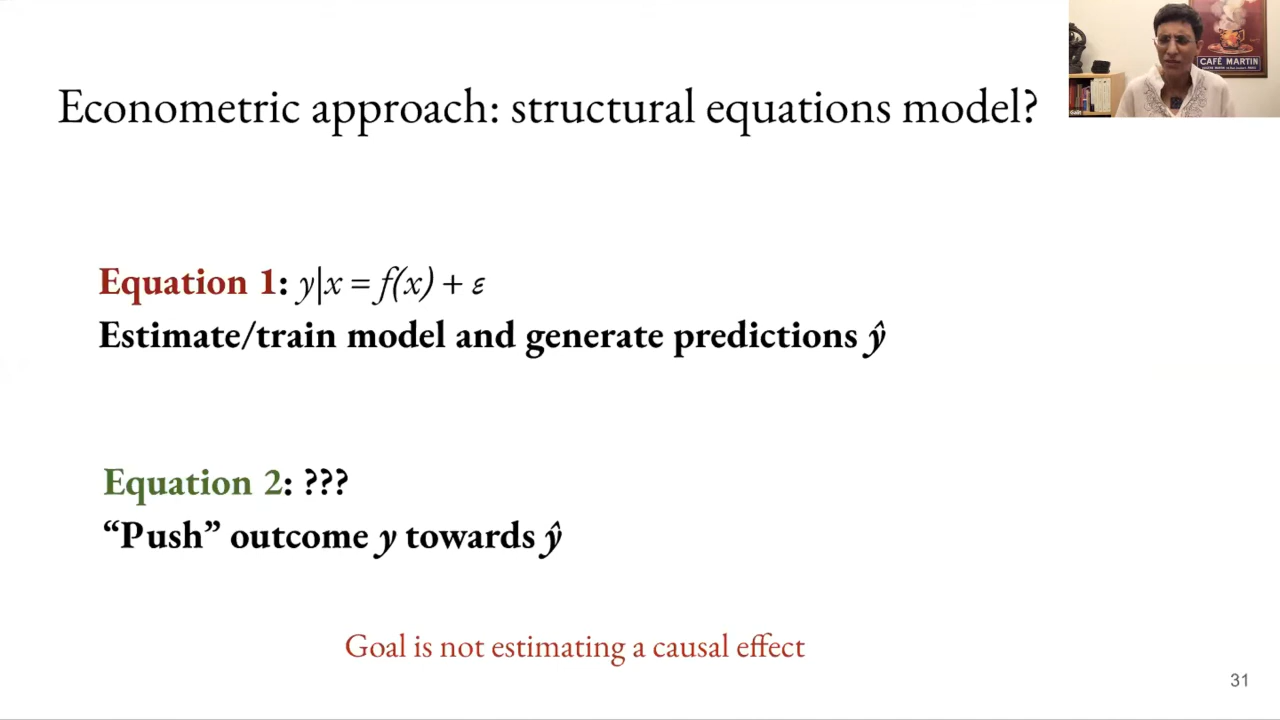 Econometric approach: structural equations model?
CAFÉ MARTIN
Equation 1: y|x = f(x) + ε
Estimate/train model and generate predictions ŷ
Equation 2: ???
“Push” outcome y towards ŷ
Goal is not estimating a causal effect
31